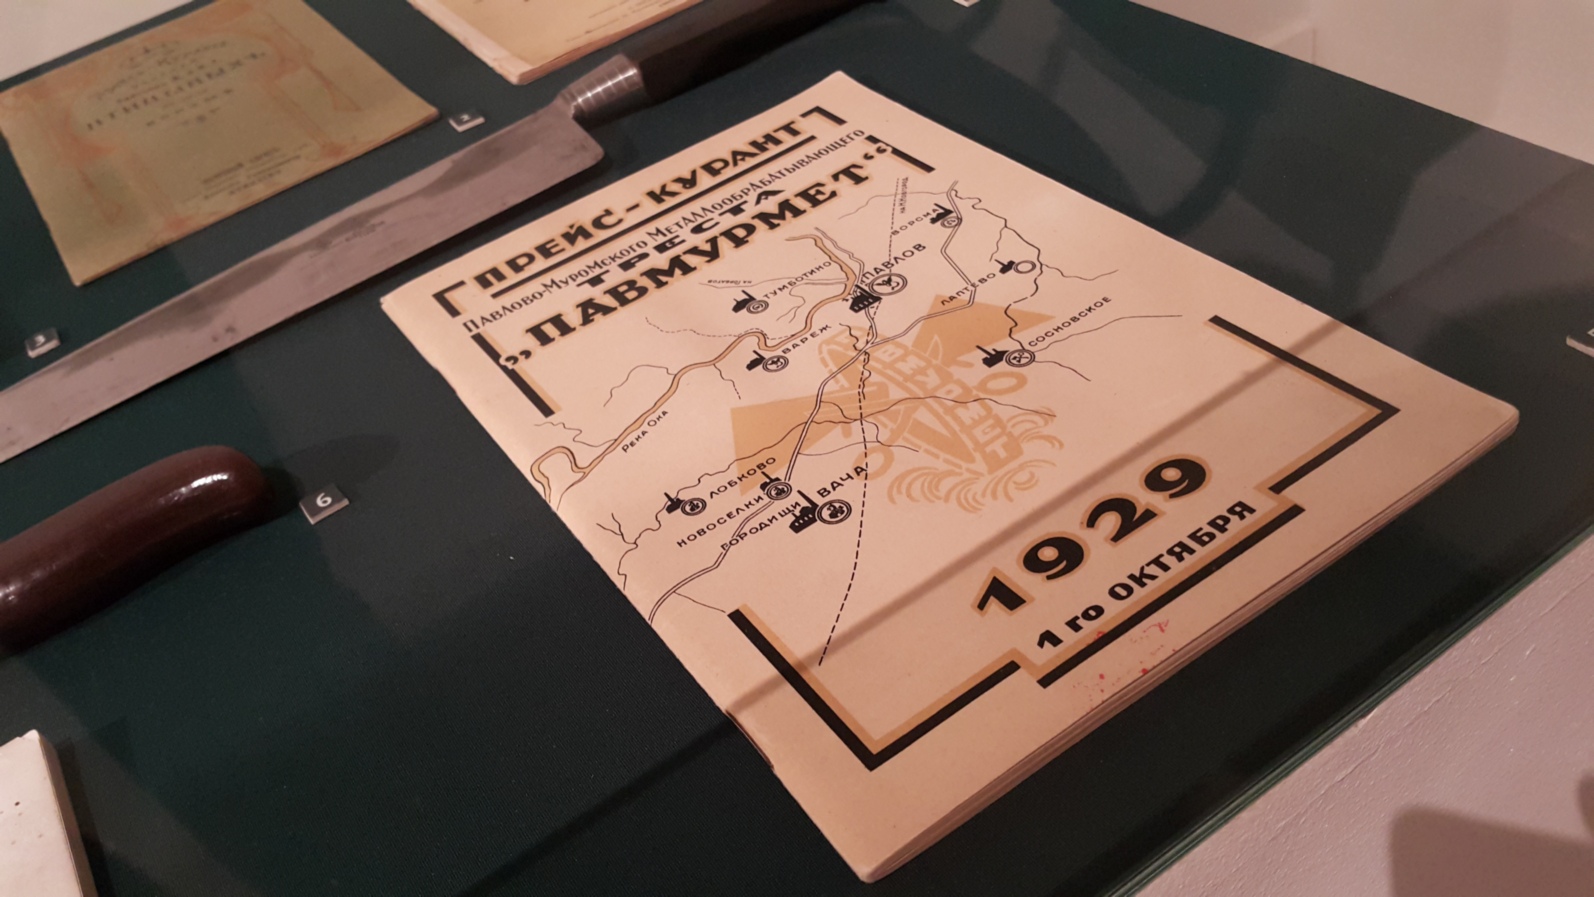 ПРЕЙС-КУРАНТ
ПАВЛОВО-МУРОМСКОГО МЕТАЛЛООБРАБАТЫВАЮЩЕГО
ТРЕСТА
„ПАВМУРМЕТ“
ВОРСМА
ПАВЛОВ
ТУМБОТИНО
ЛАПТЕВО
ВАРЕЖ
СОСНОВСКОЕ
РЕКА ОКА
ЛОБКОВО
ВАЧА
НОВОСЕЛКИ
ГОРОДИЩИ
1929
1 ГО ОКТЯБРЯ
2
3
6